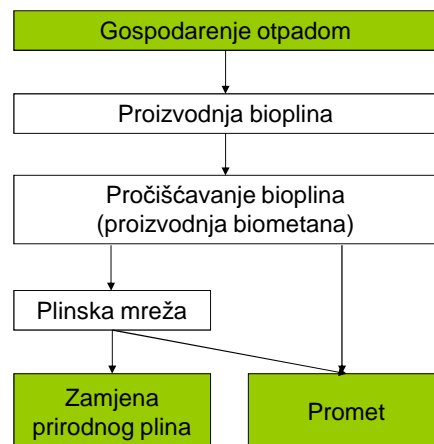 Gospodarenje otpadom
Proizvodnja bioplina
Pročišćavanje bioplina
(proizvodnja biometana)
Plinska mreža
Zamjena
prirodnog plina
Promet